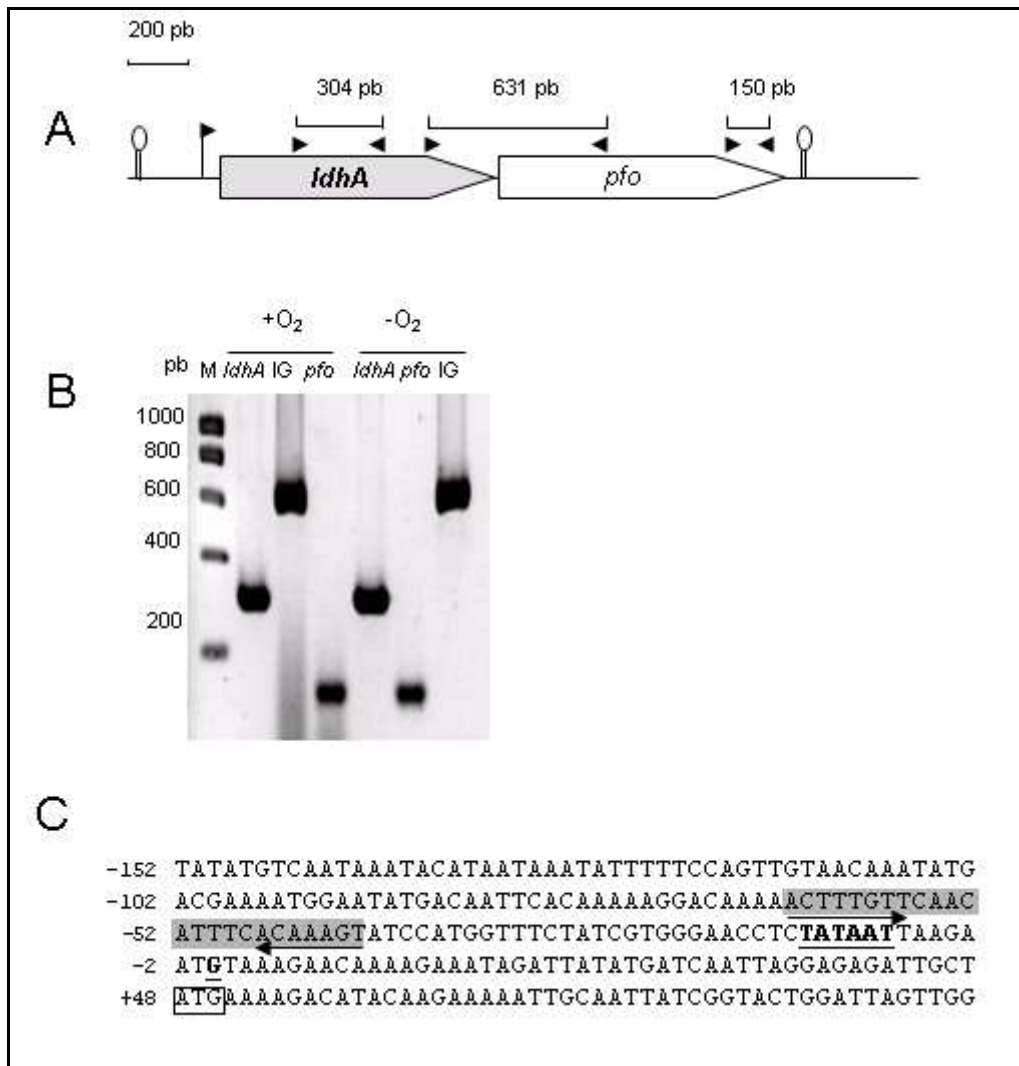 200 pb
304 pb 631 pb 150 pb
A
ldhA pfo
+O2 -O2
pb M ldhA IG pfo ldhA pfo IG
B
1000
800
600
400
200
C
-152 TATATGTCAATAAATACATAATAAATATTTTTCCAGTTGTAACAAATATG
-102 ACGAAAATGGAATATGACAATTCACAAAAAGGACAAAAACTTTGTTCAAC
-52 ATTTCACAAAGTATCCATGGTTTCTATCGTGGGAACCTCTATAATTAAGA
-2 ATGTAAAGAACAAAAGAAATAGATTATATGATCAATTAGGAGAGATTGCT
+48 ATGAAAAGACATACAAGAAAAATTGCAATTATCGGTACTGGATTAGTTGG